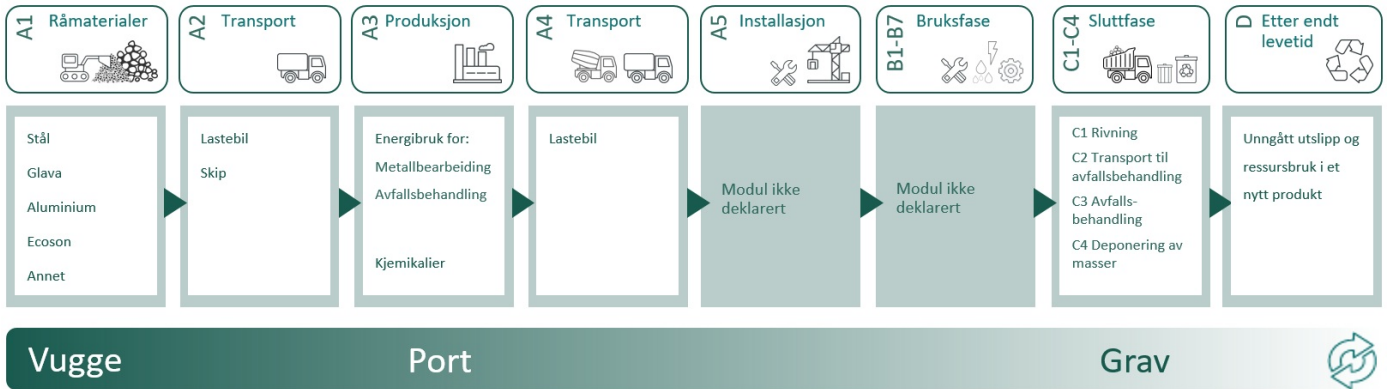 A1 Råmaterialer
A2 Transport
A3 Produksjon
A4 Transport
A5 Installasjon
B1-B7 Bruksfase
C1-C4 Sluttfase
D Etter endt
levetid
Stål
Glava
Aluminium
Ecoson
Annet
Lastebil
Skip
Energibruk for:
Metallbearbeiding
Avfallsbehandling
Kjemikalier
Lastebil
Modul ikke
deklarert
Modul ikke
deklarert
C1 Rivning
C2 Transport til
avfallsbehandling
C3 Avfalls-
behandling
C4 Deponering av
masser
Unngått utslipp og
ressursbruk i et
nytt produkt
Vugge
Port
Grav